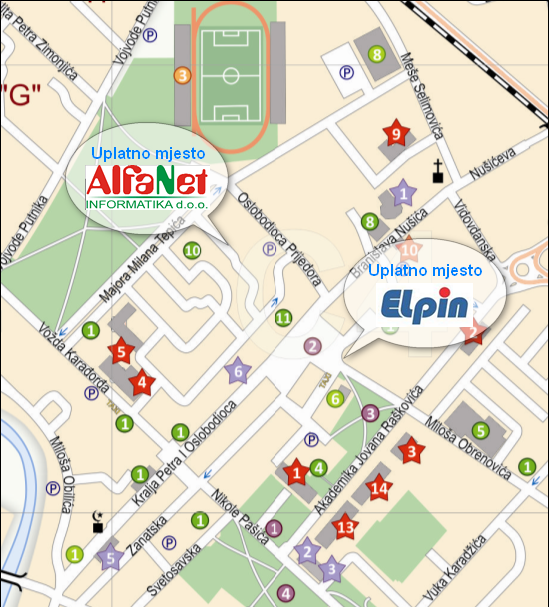 Vojvode Putnika
Petra Zimonjića
P
"G"
3
P
8
Meše Selimovića
9
Uplatno mjesto
AlfaNet
INFORMATIKA d.o.o.
Nušićeva
1
8
Vojvode Putnika
Oslobodioca Prijedora
Branislava Nušića
Vidovdanska
10
P
10
Majora Milana Tepića
Uplatno mjesto
ELpin
11
1
1
2
2
Vožda Karađorđa
5
4
6
TAXI
P
TAXI
6
3
1
1
5
Kralja Petra I Oslobodioca
Akademika Jovana Raškovića
Miloša Obrenovića
P
Miloša Obilića
1
1
4
3
1
P
14
Nikole Pašića
1
1
13
Zanatska
P
2
1
5
3
Svetosavska
Vuka Karadžića
4